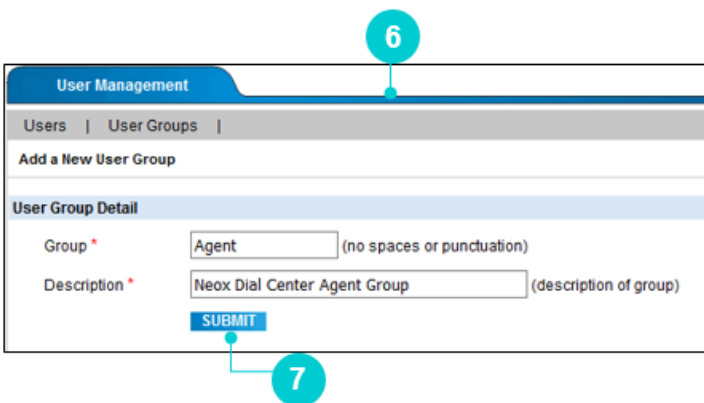 6
User Management
Users | User Groups |
Add a New User Group
User Group Detail
Group * Agent (no spaces or punctuation)
Description * Neox Dial Center Agent Group (description of group)
SUBMIT
7